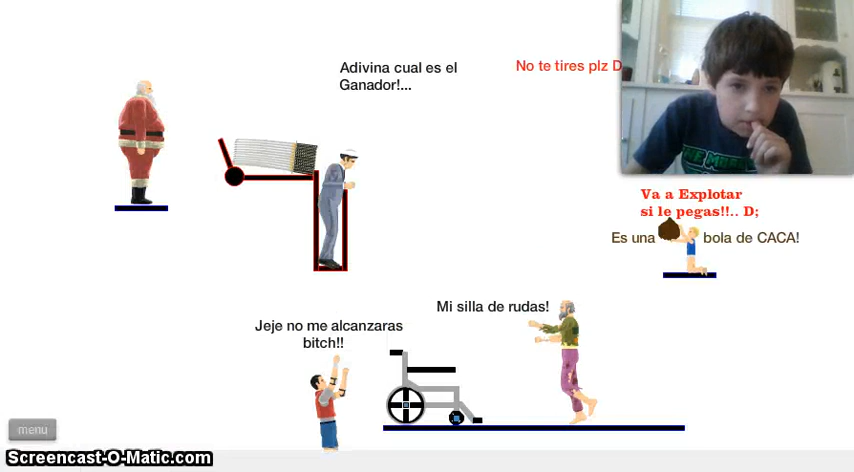 Adivina cual es el
Ganador!...
No te tires plz D
Va a Explotar
si le pegas!!.. D;
Es una bola de CACA!
Mi silla de rudas!
Jeje no me alcanzaras
bitch!!
menu
Screencast-O-Matic.com